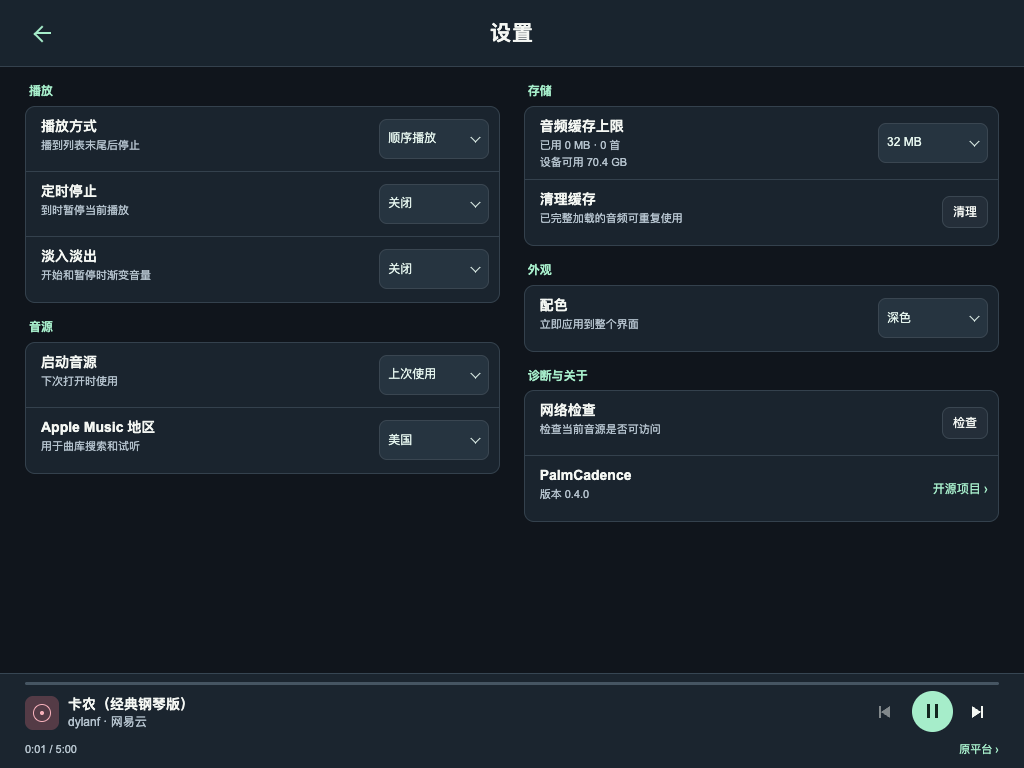 设置
播放
播放方式
播到列表末尾后停止
顺序播放
定时停止
到时暂停当前播放
关闭
淡入淡出
开始和暂停时渐变音量
关闭
音源
启动音源
下次打开时使用
上次使用
Apple Music 地区
用于曲库搜索和试听
美国
存储
音频缓存上限
已用 0 MB · 0 首
设备可用 70.4 GB
32 MB
清理缓存
已完整加载的音频可重复使用
清理
外观
配色
立即应用到整个界面
深色
诊断与关于
网络检查
检查当前音源是否可访问
检查
PalmCadence
版本 0.4.0
开源项目 ›
卡农（经典钢琴版）
dylanf · 网易云
0:01 / 5:00
原平台 ›